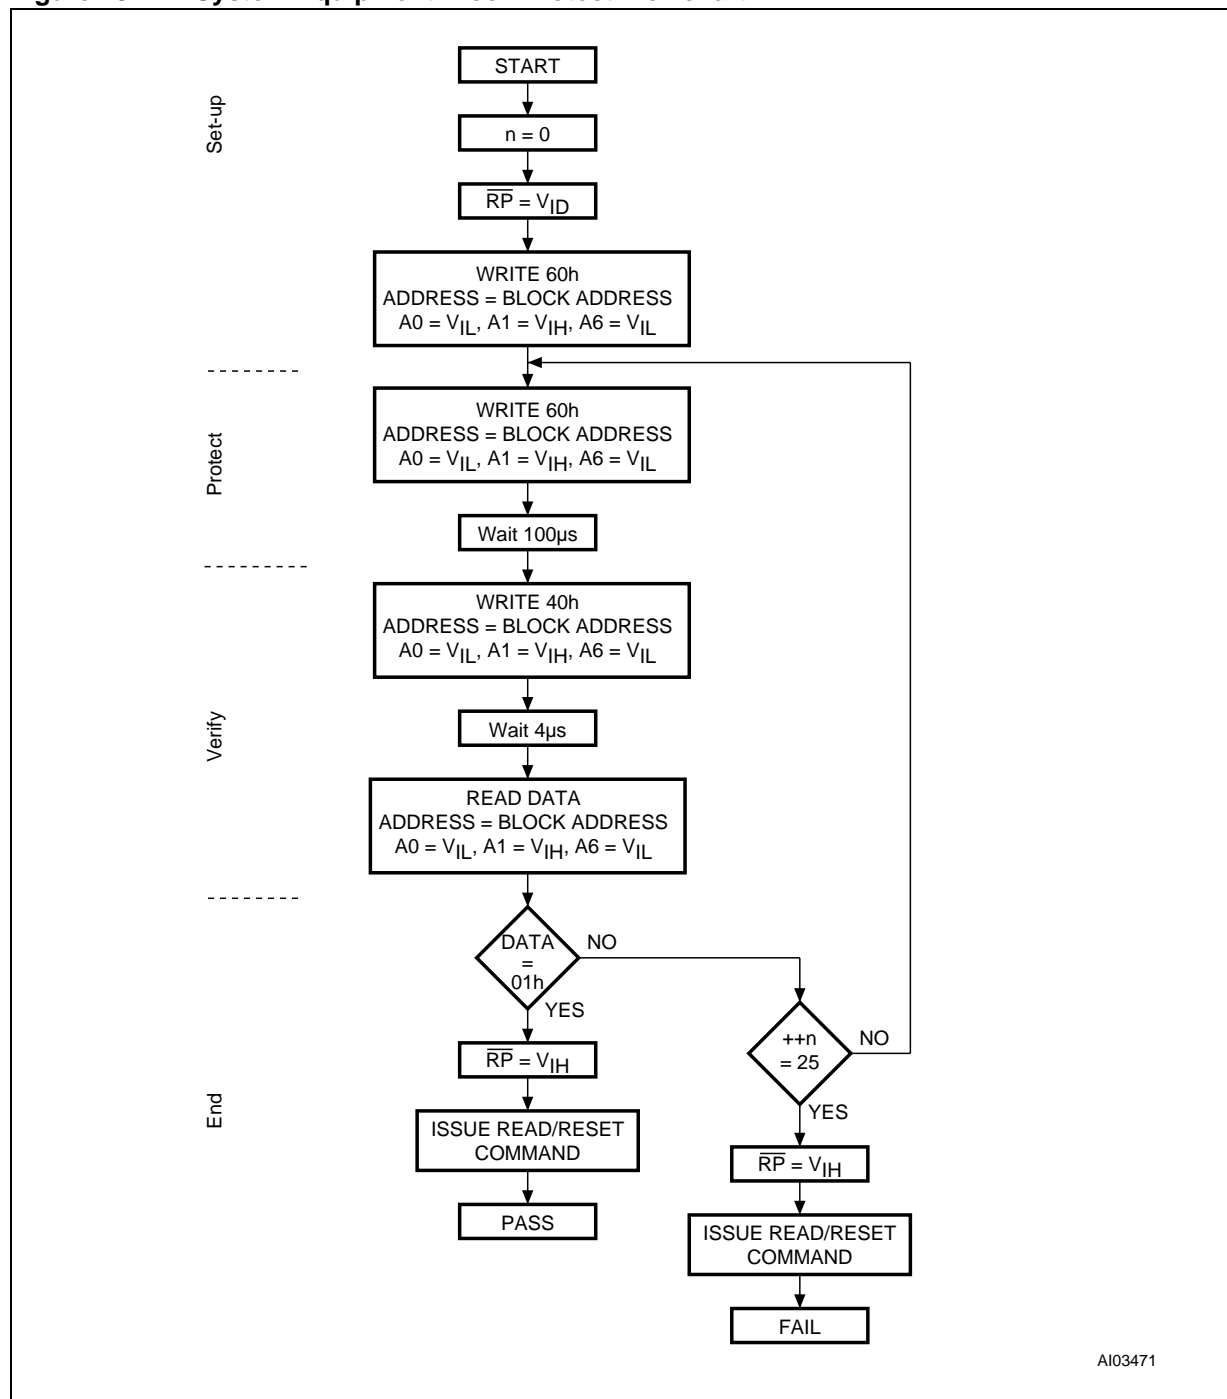 START
Set-up
n = 0
R̅P̅ = VID
WRITE 60h
ADDRESS = BLOCK ADDRESS
A0 = VIL, A1 = VIH, A6 = VIL
Protect
WRITE 60h
ADDRESS = BLOCK ADDRESS
A0 = VIL, A1 = VIH, A6 = VIL
Wait 100µs
WRITE 40h
ADDRESS = BLOCK ADDRESS
A0 = VIL, A1 = VIH, A6 = VIL
Verify
Wait 4µs
READ DATA
ADDRESS = BLOCK ADDRESS
A0 = VIL, A1 = VIH, A6 = VIL
DATA
=
01h
NO
YES
++n
= 25
NO
YES
End
R̅P̅ = VIH
ISSUE READ/RESET
COMMAND
PASS
R̅P̅ = VIH
ISSUE READ/RESET
COMMAND
FAIL
AI03471